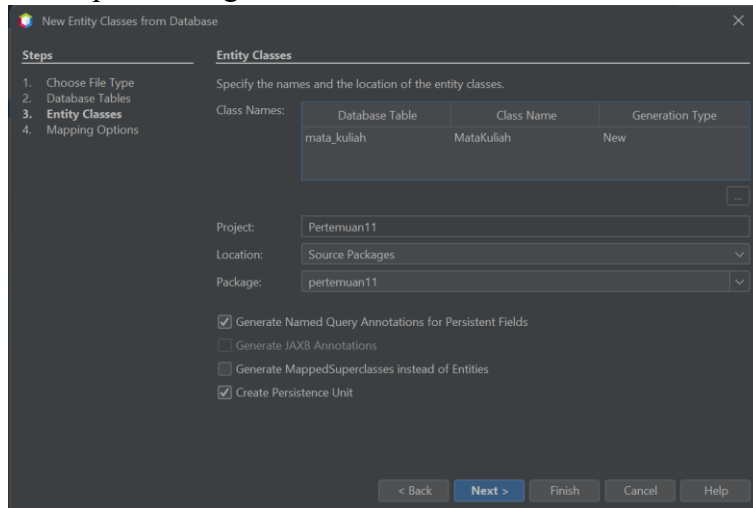 New Entity Classes from Database
Steps
1. Choose File Type
2. Database Tables
3. Entity Classes
4. Mapping Options
Entity Classes
Specify the names and the location of the entity classes.
Class Names:
Database Table Class Name Generation Type
mata_kuliah MataKuliah New
...
Project: Pertemuan11
Location: Source Packages
Package: pertemuan11
Generate Named Query Annotations for Persistent Fields
Generate JAXB Annotations
Generate MappedSuperclasses instead of Entities
Create Persistence Unit
< Back Next > Finish Cancel Help